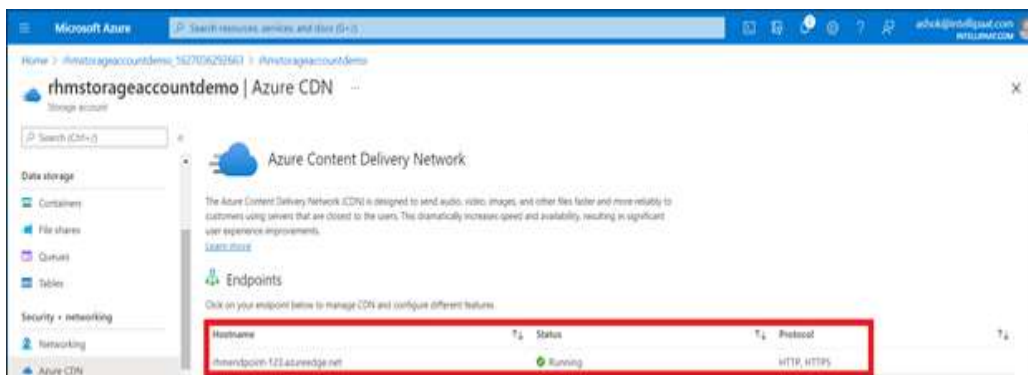 Microsoft Azure
Search resources, services, and docs (G+/)
ashok@intellipaat.com
INTELLIPAAT.COM
Home > rhmstorageaccountdemo_1627036292663 > rhmstorageaccountdemo
rhmstorageaccountdemo | Azure CDN ...
Storage account
Search (Ctrl+/)
Azure Content Delivery Network
Data storage
The Azure Content Delivery Network (CDN) is designed to send audio, video, images, and other files faster and more reliably to
Containers
customers using servers that are closest to the users. This dramatically increases speed and availability, resulting in significant
user experience improvements.
File shares
Learn more
Queues
Tables
Endpoints
Click on your endpoint below to manage CDN and configure different features.
Security + networking
Hostname Status Protocol
Networking
rhmendpoint-123.azureedge.net Running HTTP, HTTPS
Azure CDN